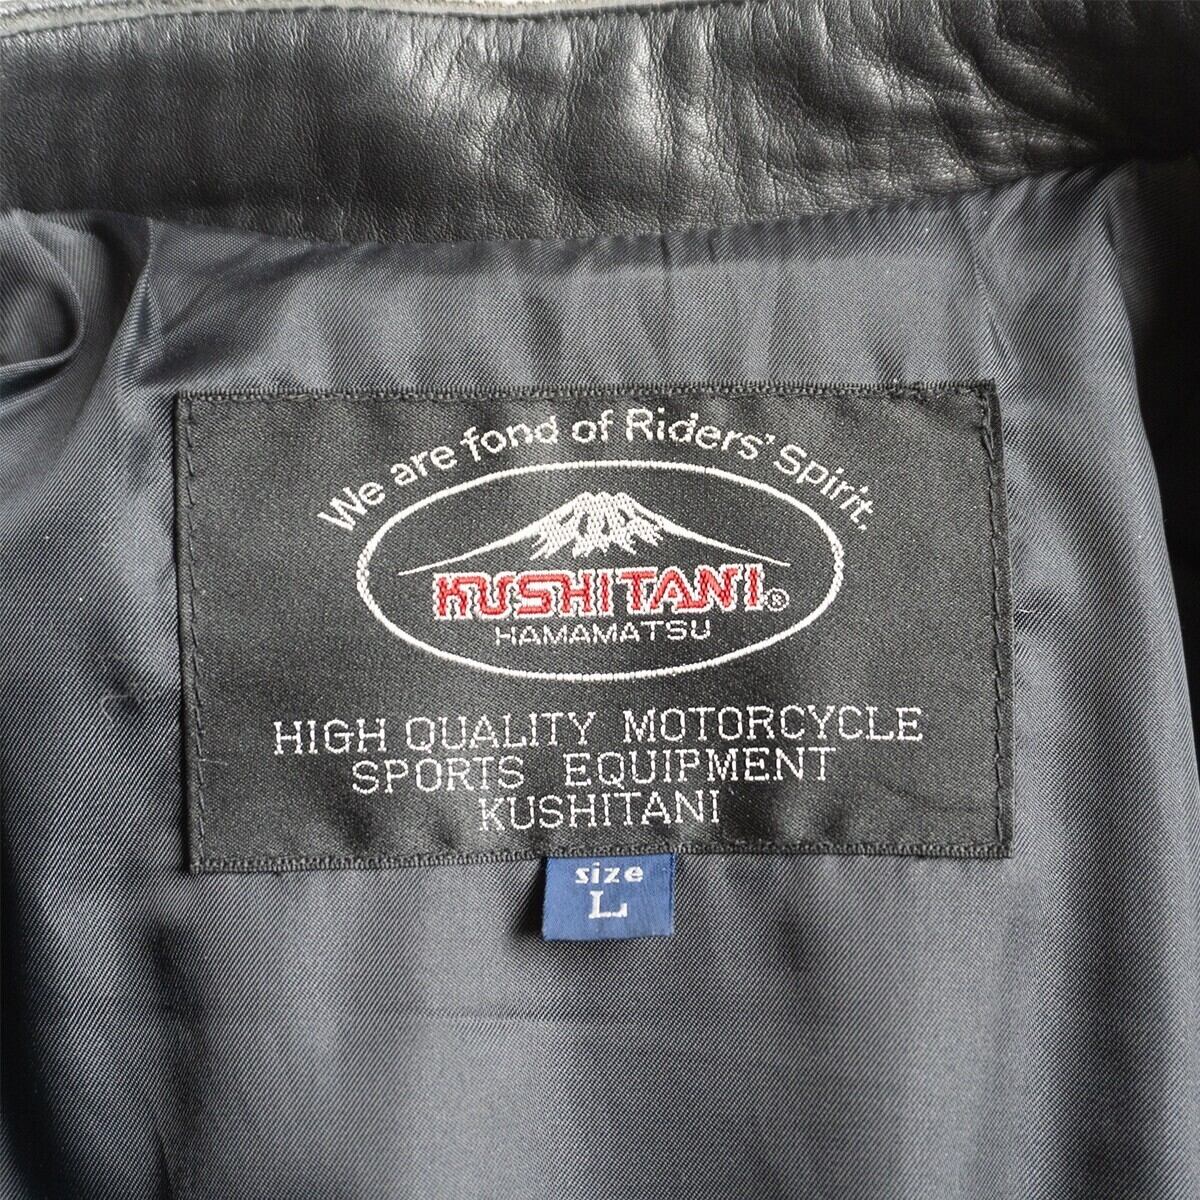 We are fond of Riders' Spirit.
KUSHITANI®
HAMAMATSU
HIGH QUALITY MOTORCYCLE
SPORTS EQUIPMENT
KUSHITANI
size
L